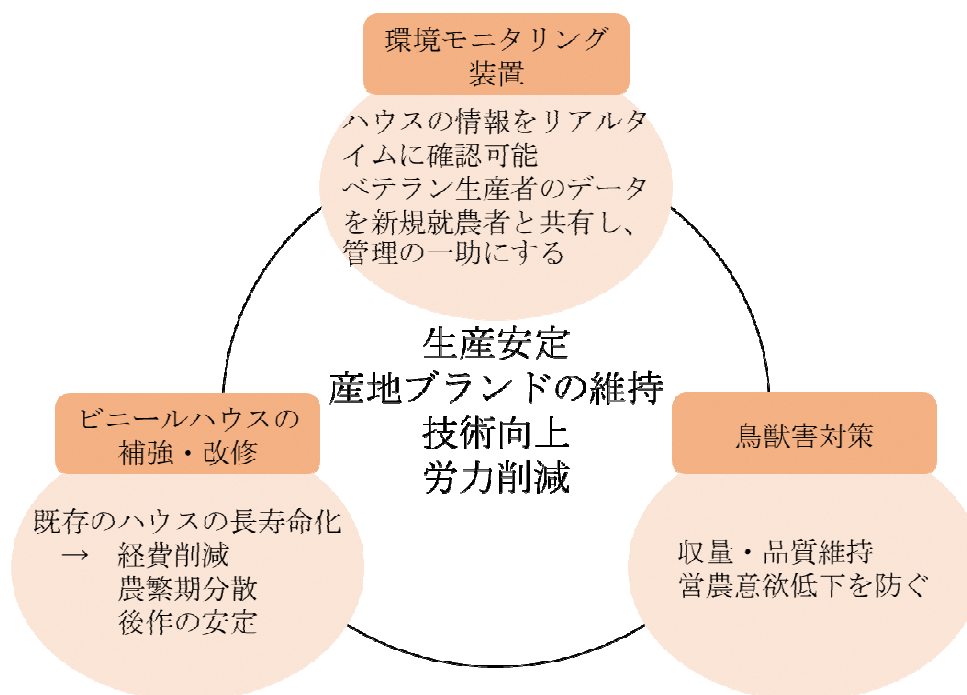 環境モニタリング
装置
ハウスの情報をリアルタ
イムに確認可能
ベテラン生産者のデータ
を新規就農者と共有し、
管理の一助にする
生産安定
産地ブランドの維持
技術向上
労力削減
ビニールハウスの
補強・改修
既存のハウスの長寿命化
→ 経費削減
農繁期分散
後作の安定
鳥獣害対策
収量・品質維持
営農意欲低下を防ぐ